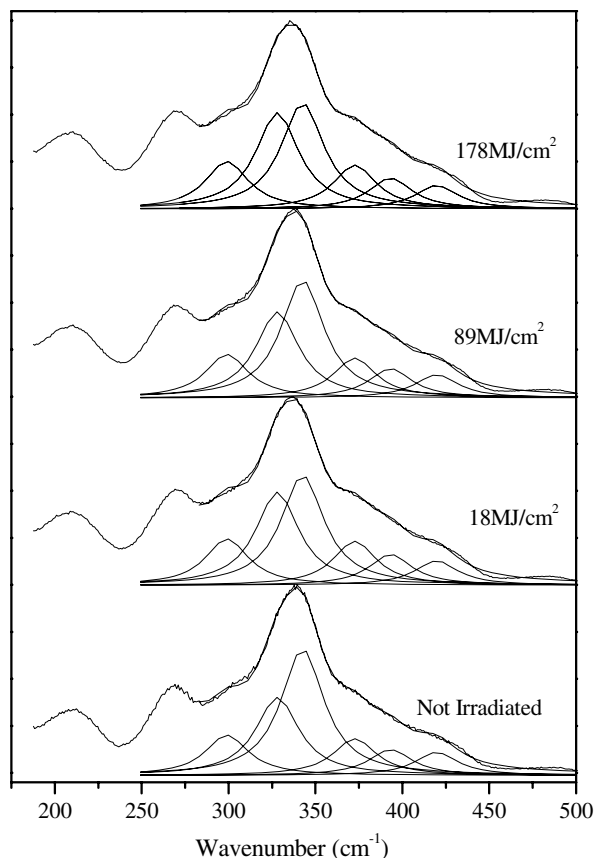 178MJ/cm²
89MJ/cm²
18MJ/cm²
Not Irradiated
200 250 300 350 400 450 500
Wavenumber (cm⁻¹)